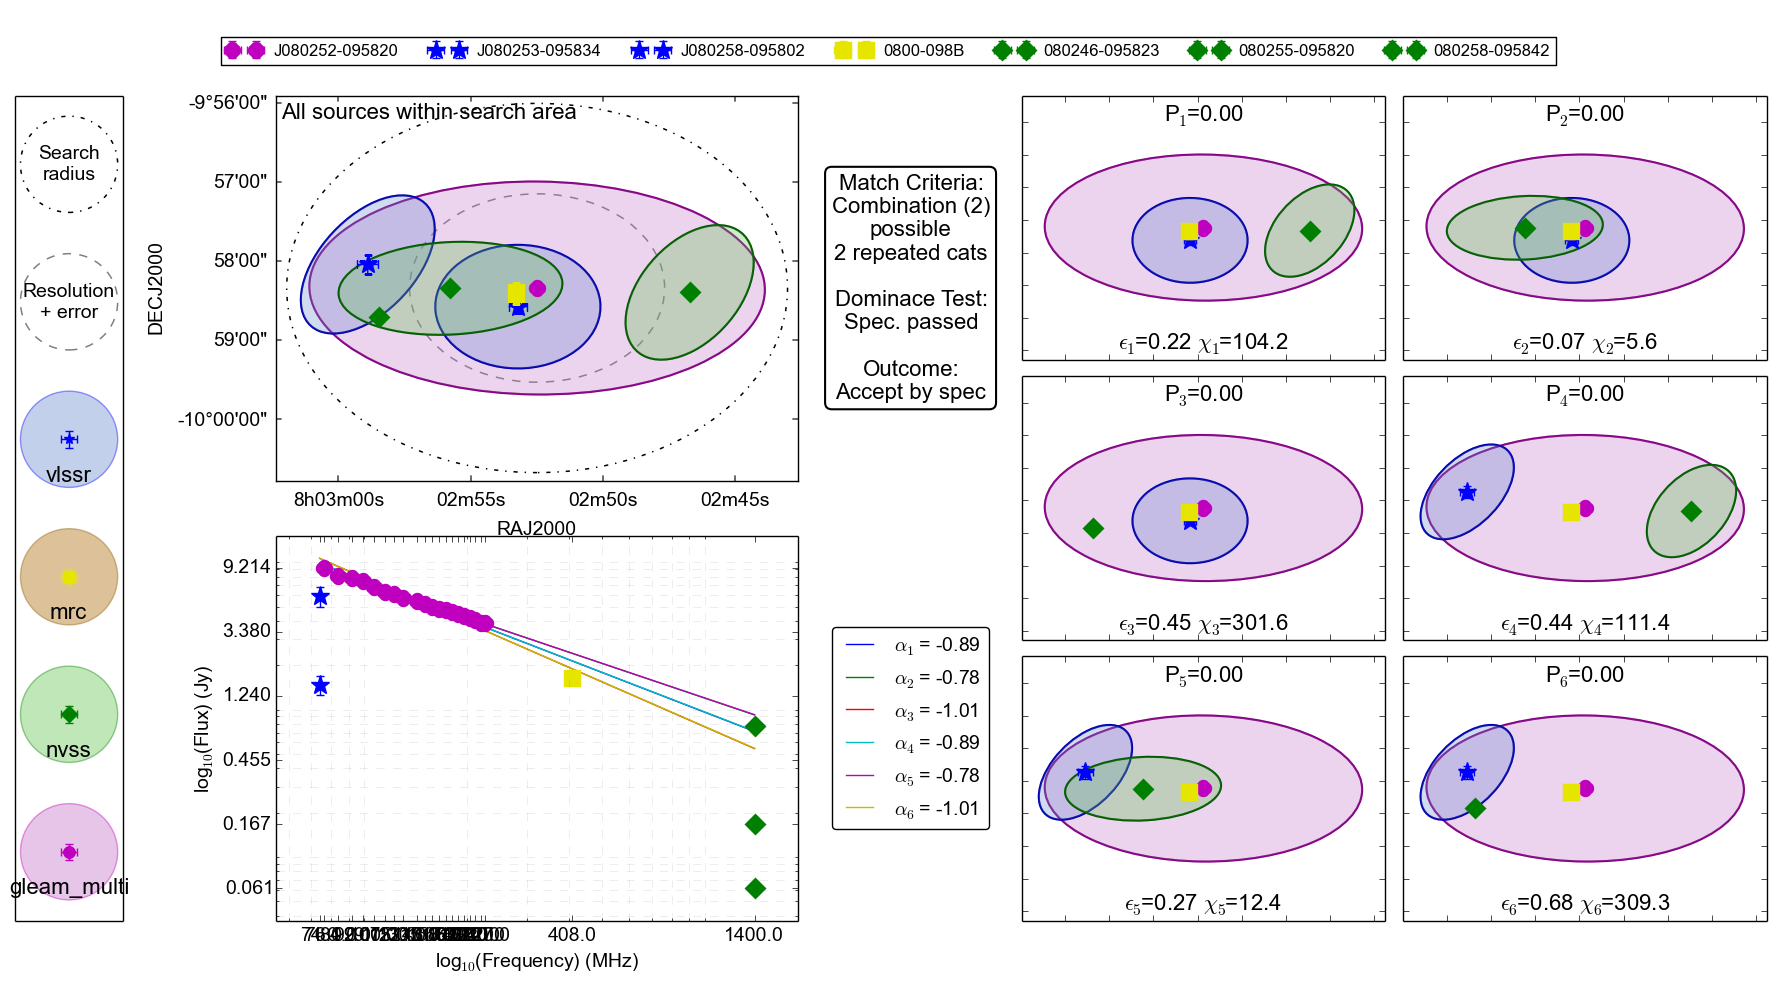 J080252-095820 J080253-095834 J080258-095802 0800-098B 080246-095823 080255-095820 080258-095842
Search
radius
Resolution
+ error
vlssr
mrc
nvss
gleam_multi
All sources within search area
DECJ2000
-9°56'00"
57'00"
58'00"
59'00"
-10°00'00"
8h03m00s 02m55s 02m50s 02m45s
RAJ2000
log10(Flux) (Jy)
9.214
3.380
1.240
0.455
0.167
0.061
408.0 1400.0
log10(Frequency) (MHz)
Match Criteria:
Combination (2)
possible
2 repeated cats
Dominace Test:
Spec. passed
Outcome:
Accept by spec
α1 = -0.89
α2 = -0.78
α3 = -1.01
α4 = -0.89
α5 = -0.78
α6 = -1.01
P1=0.00
ϵ1=0.22 χ1=104.2
P2=0.00
ϵ2=0.07 χ2=5.6
P3=0.00
ϵ3=0.45 χ3=301.6
P4=0.00
ϵ4=0.44 χ4=111.4
P5=0.00
ϵ5=0.27 χ5=12.4
P6=0.00
ϵ6=0.68 χ6=309.3